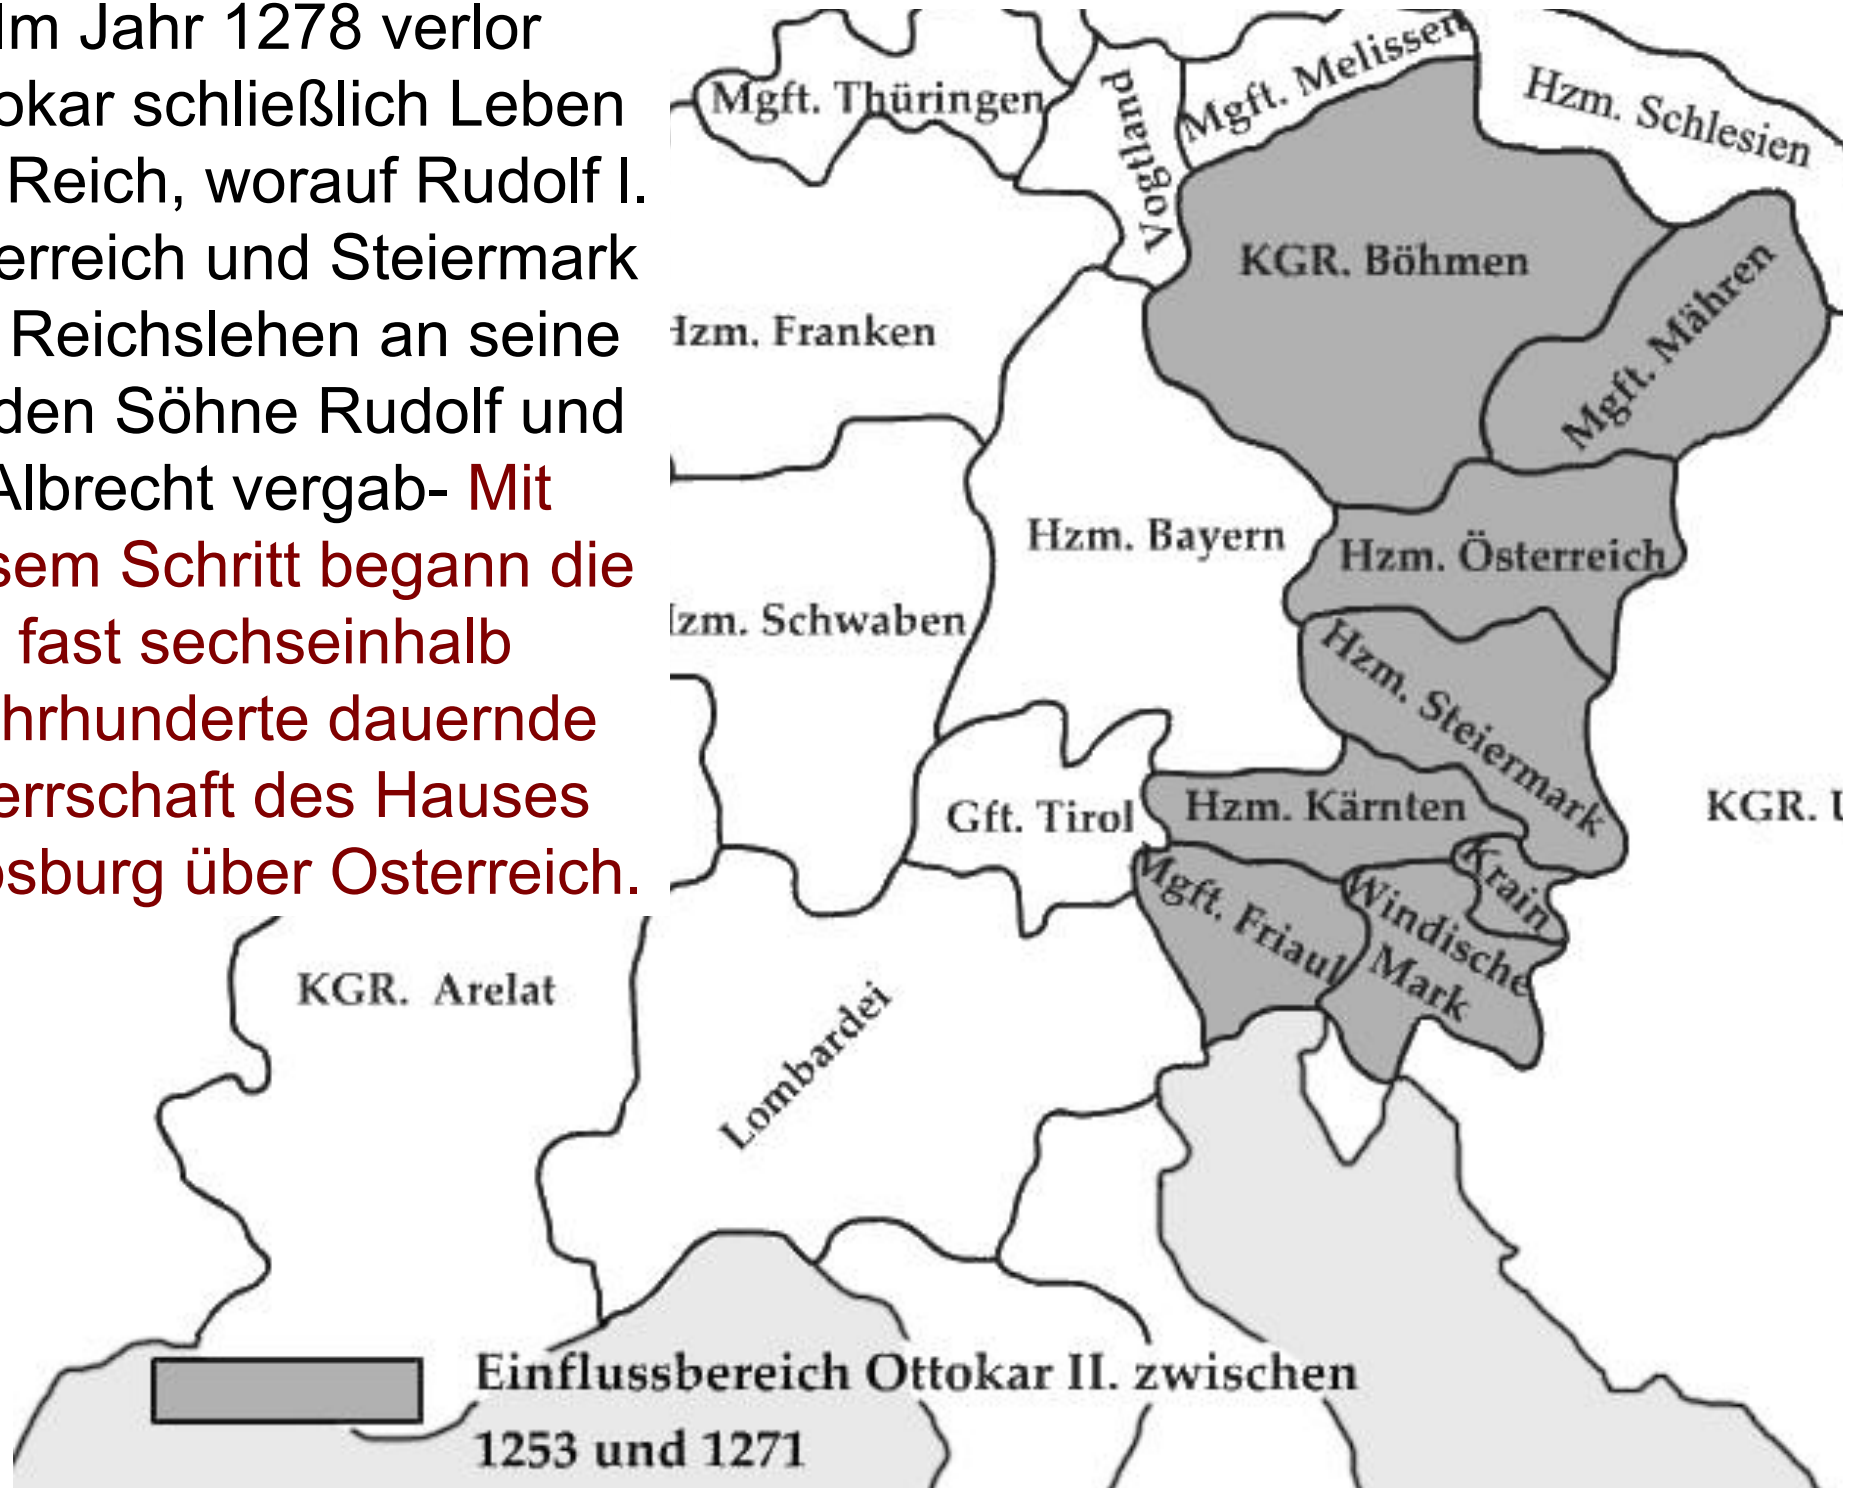 Im Jahr 1278 verlor
okar schließlich Leben
Reich, worauf Rudolf I.
erreich und Steiermark
Reichslehen an seine
den Söhne Rudolf und
Albrecht vergab- Mit
sem Schritt begann die
fast sechseinhalb
hrhunderte dauernde
errschaft des Hauses
bsburg über Osterreich.
Mgft. Thüringen
Vogtland
Mgft. Melissen
Hzm. Schlesien
KGR. Böhmen
Mgft. Mähren
Hzm. Franken
Hzm. Bayern
Hzm. Österreich
Hzm. Schwaben
Hzm. Steiermark
Gft. Tirol
Hzm. Kärnten
KGR. U
Krain
Mgft. Friaul
Windische
Mark
KGR. Arelat
Lombardei
Einflussbereich Ottokar II. zwischen
1253 und 1271